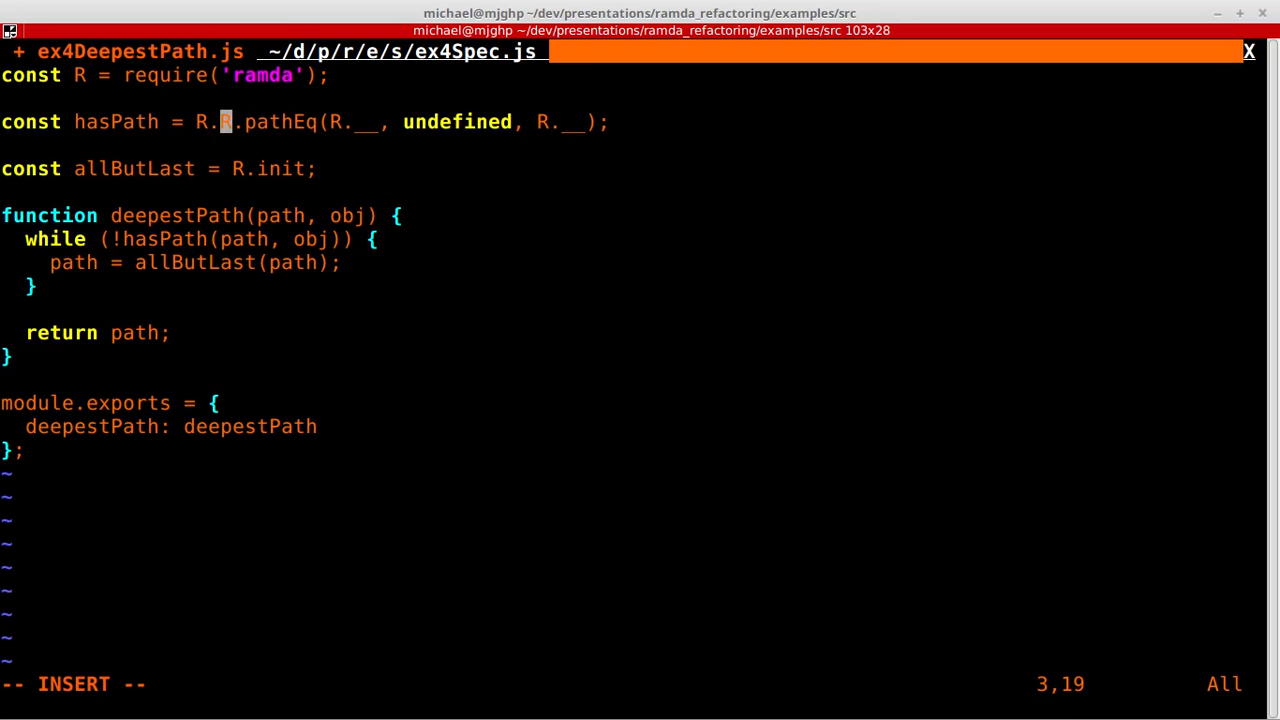 michael@mjghp ~/dev/presentations/ramda_refactoring/examples/src
michael@mjghp ~/dev/presentations/ramda_refactoring/examples/src 103x28
+ ex4DeepestPath.js ~/d/p/r/e/s/ex4Spec.js X
const R = require('ramda');
const hasPath = R.R.pathEq(R.__, undefined, R.__);
const allButLast = R.init;
function deepestPath(path, obj) {
  while (!hasPath(path, obj)) {
    path = allButLast(path);
  }
  return path;
}
module.exports = {
  deepestPath: deepestPath
};
~
~
~
~
~
~
~
~
~
-- INSERT -- 3,19 All